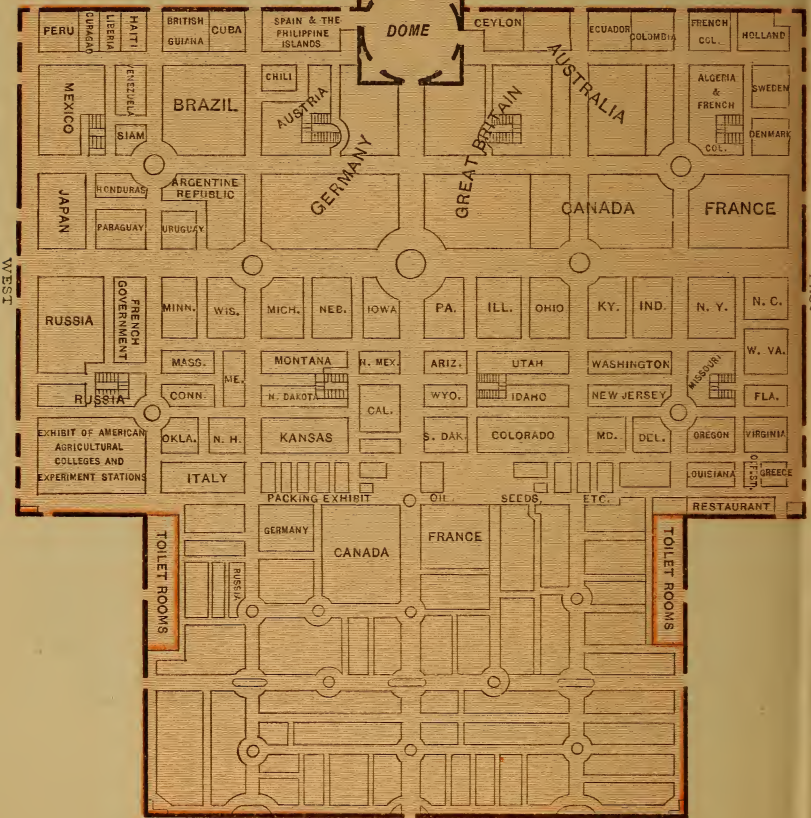 DOME
PERU
CURAÇAO
LIBERIA
HAITI
BRITISH
GUIANA
CUBA
SPAIN & THE
PHILIPPINE
ISLANDS
CEYLON
ECUADOR
COLOMBIA
FRENCH
COL.
HOLLAND
MEXICO
VENEZUELA
SIAM
BRAZIL
CHILI
AUSTRIA
GERMANY
GREAT BRITAIN
AUSTRALIA
ALGERIA
&
FRENCH
COL.
SWEDEN
DENMARK
JAPAN
HONDURAS
PARAGUAY
ARGENTINE
REPUBLIC
URUGUAY
CANADA
FRANCE
WEST
RUSSIA
FRENCH
GOVERNMENT
MINN.
WIS.
MICH.
NEB.
IOWA
PA.
ILL.
OHIO
KY.
IND.
N. Y.
N. C.
W. VA.
MASS.
ME.
MONTANA
N. MEX.
ARIZ.
UTAH
WASHINGTON
MISSOURI
RUSSIA
CONN.
N. DAKOTA
CAL.
WYO.
IDAHO
NEW JERSEY
FLA.
EXHIBIT OF AMERICAN
AGRICULTURAL
COLLEGES AND
EXPERIMENT STATIONS
OKLA.
N. H.
KANSAS
S. DAK.
COLORADO
MD.
DEL.
OREGON
VIRGINIA
ITALY
LOUISIANA
GREECE
PACKING EXHIBIT
OIL
SEEDS,
ETC.
RESTAURANT
TOILET ROOMS
GERMANY
CANADA
FRANCE
RUSSIA
TOILET ROOMS